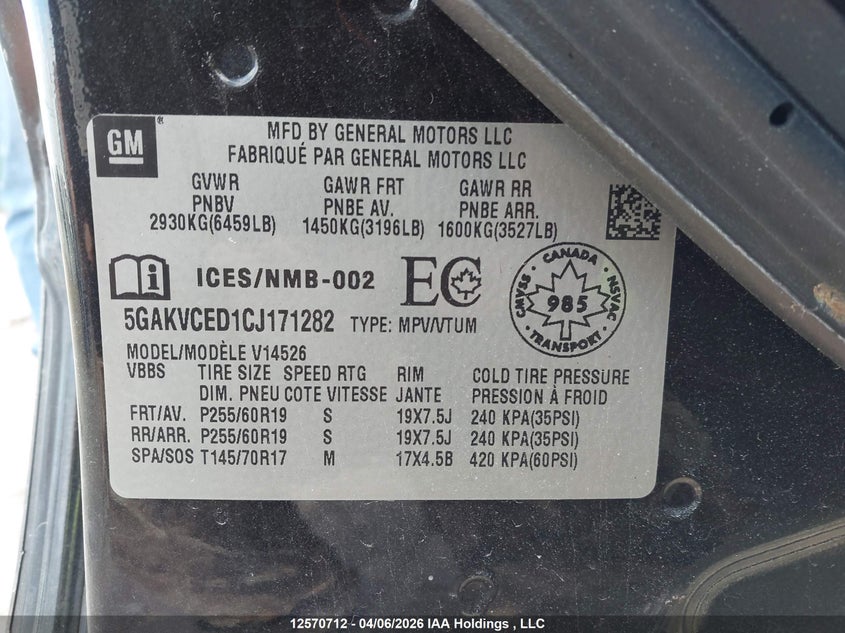 GM
MFD BY GENERAL MOTORS LLC
FABRIQUÉ PAR GENERAL MOTORS LLC
GVWR GAWR FRT GAWR RR
PNBV PNBE AV. PNBE ARR.
2930KG(6459LB) 1450KG(3196LB) 1600KG(3527LB)
ICES/NMB-002 EC
CANADA
CMVSS NSVAC
985
TRANSPORT
5GAKVCED1CJ171282 TYPE: MPV/VTUM
MODEL/MODÈLE V14526
VBBS TIRE SIZE SPEED RTG RIM COLD TIRE PRESSURE
DIM. PNEU COTE VITESSE JANTE PRESSION À FROID
FRT/AV. P255/60R19 S 19X7.5J 240 KPA(35PSI)
RR/ARR. P255/60R19 S 19X7.5J 240 KPA(35PSI)
SPA/SOS T145/70R17 M 17X4.5B 420 KPA(60PSI)
12570712 - 04/06/2026 IAA Holdings , LLC